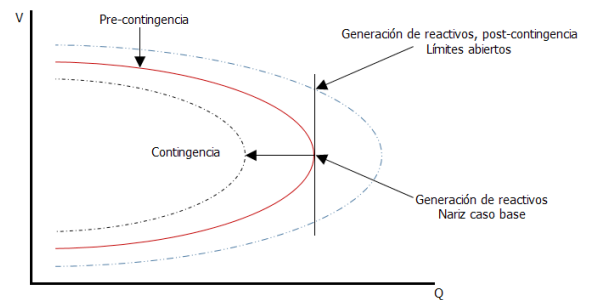 V
Pre-contingencia
Generación de reactivos, post-contingencia
Límites abiertos
Contingencia
Generación de reactivos
Nariz caso base
Q